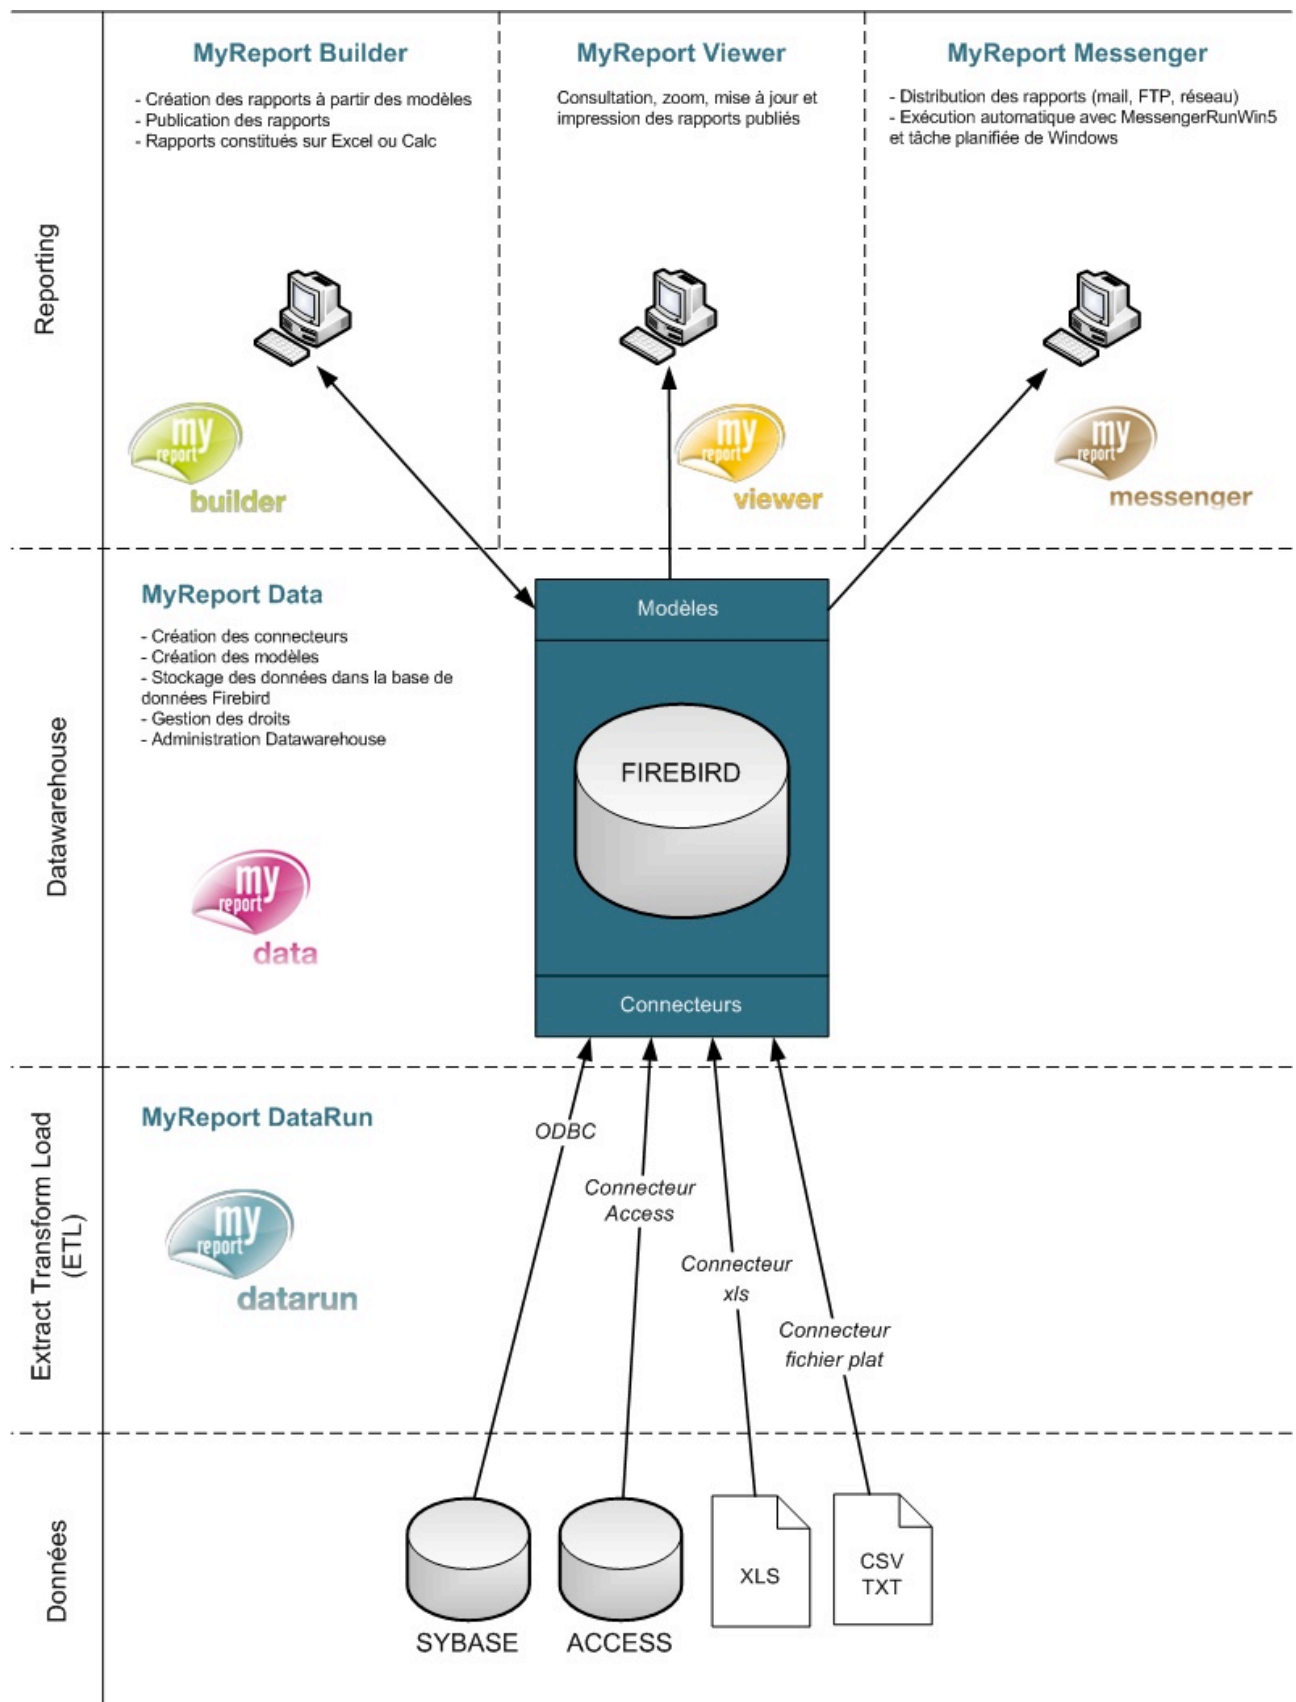 MyReport Builder
- Création des rapports à partir des modèles
- Publication des rapports
- Rapports constitués sur Excel ou Calc
MyReport Viewer
Consultation, zoom, mise à jour et
impression des rapports publiés
MyReport Messenger
- Distribution des rapports (mail, FTP, réseau)
- Exécution automatique avec MessengerRunWin5
et tâche planifiée de Windows
Reporting
my
report
builder
my
report
viewer
my
report
messenger
MyReport Data
- Création des connecteurs
- Création des modèles
- Stockage des données dans la base de
données Firebird
- Gestion des droits
- Administration Datawarehouse
Modèles
FIREBIRD
Connecteurs
Datawarehouse
my
report
data
MyReport DataRun
my
report
datarun
Extract Transform Load
(ETL)
ODBC
Connecteur
Access
Connecteur
xls
Connecteur
fichier plat
Données
SYBASE
ACCESS
XLS
CSV
TXT